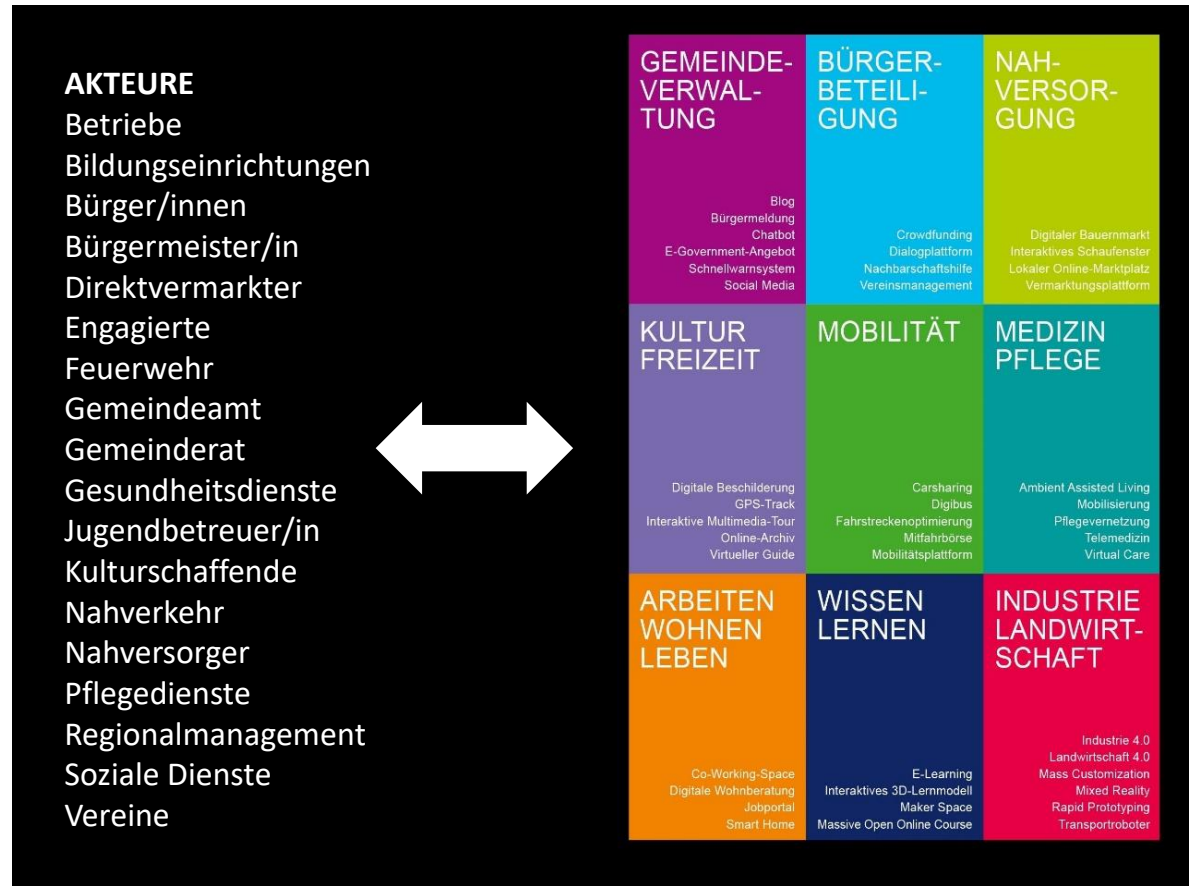 AKTEURE
Betriebe
Bildungseinrichtungen
Bürger/innen
Bürgermeister/in
Direktvermarkter
Engagierte
Feuerwehr
Gemeindeamt
Gemeinderat
Gesundheitsdienste
Jugendbetreuer/in
Kulturschaffende
Nahverkehr
Nahversorger
Pflegedienste
Regionalmanagement
Soziale Dienste
Vereine
GEMEINDE-
VERWAL-
TUNG
Blog
Bürgermeldung
Chatbot
E-Government-Angebot
Schnellwarnsystem
Social Media
BÜRGER-
BETEILI-
GUNG
Crowdfunding
Dialogplattform
Nachbarschaftshilfe
Vereinsmanagement
NAH-
VERSOR-
GUNG
Digitaler Bauernmarkt
Interaktives Schaufenster
Lokaler Online-Marktplatz
Vermarktungsplattform
KULTUR
FREIZEIT
Digitale Beschilderung
GPS-Track
Interaktive Multimedia-Tour
Online-Archiv
Virtueller Guide
MOBILITÄT
Carsharing
Digibus
Fahrstreckenoptimierung
Mitfahrbörse
Mobilitätsplattform
MEDIZIN
PFLEGE
Ambient Assisted Living
Mobilisierung
Pflegevernetzung
Telemedizin
Virtual Care
ARBEITEN
WOHNEN
LEBEN
Co-Working-Space
Digitale Wohnberatung
Jobportal
Smart Home
WISSEN
LERNEN
E-Learning
Interaktives 3D-Lernmodell
Maker Space
Massive Open Online Course
INDUSTRIE
LANDWIRT-
SCHAFT
Industrie 4.0
Landwirtschaft 4.0
Mass Customization
Mixed Reality
Rapid Prototyping
Transportroboter